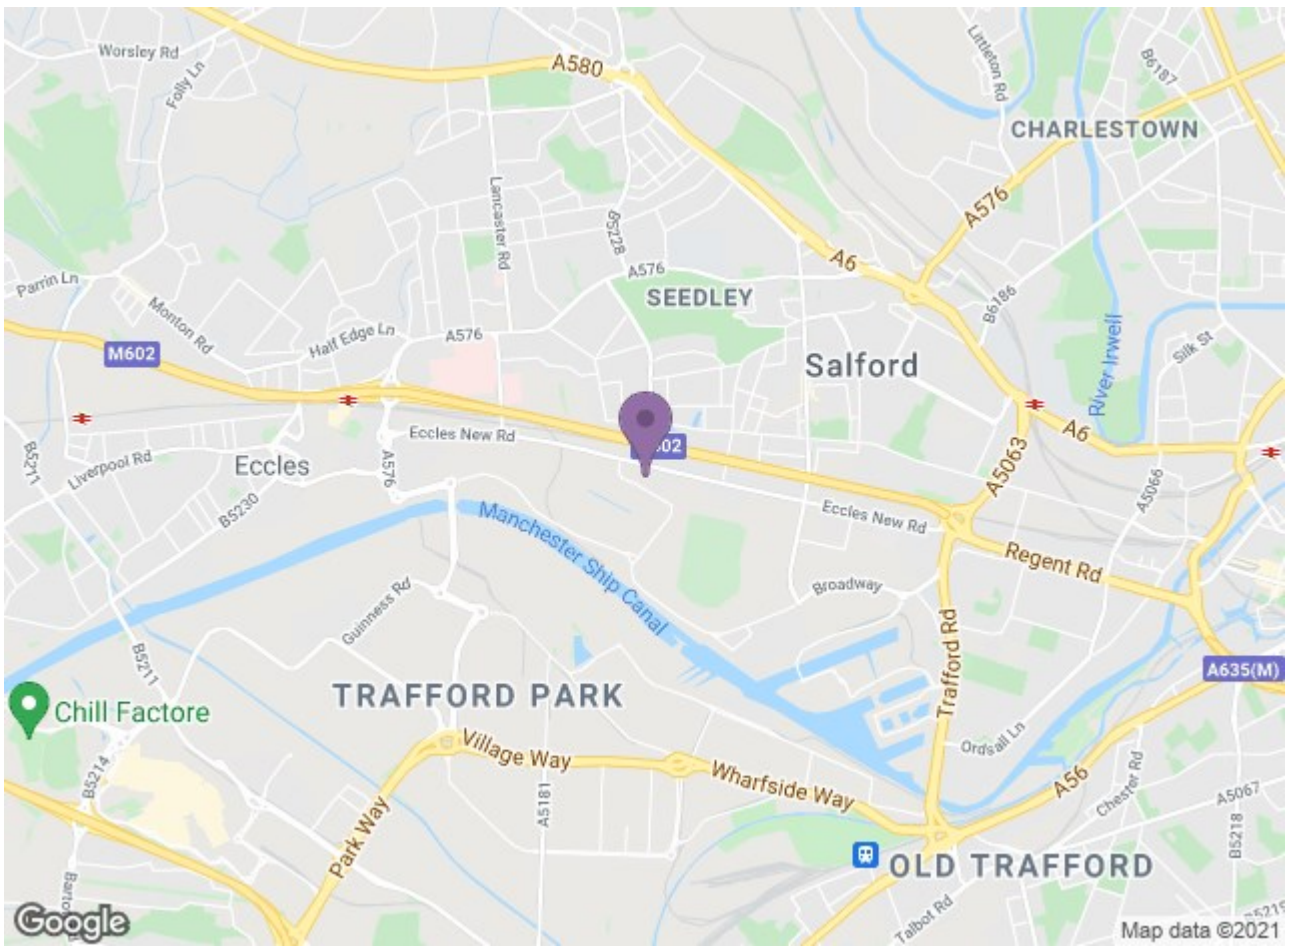 Worsley Rd
Folly Ln
A580
Littleton Rd
B6187
CHARLESTOWN
Lancaster Rd
B5228
A576
A6
A576
SEEDLEY
Parrin Ln
Monton Rd
Half Edge Ln
A576
B6186
River Irwell
Silk St
M602
Salford
Eccles New Rd
A6
B5211
Liverpool Rd
Eccles
A576
B5230
A5063
A5066
Eccles New Rd
Manchester Ship Canal
Regent Rd
Broadway
Guinness Rd
B5211
Trafford Rd
A635(M)
TRAFFORD PARK
Chill Factore
Village Way
Ordsall Ln
B5214
Wharfside Way
A56
Chester Rd
A5067
A5181
Park Way
B5218
OLD TRAFFORD
Talbot Rd
Google
Map data ©2021